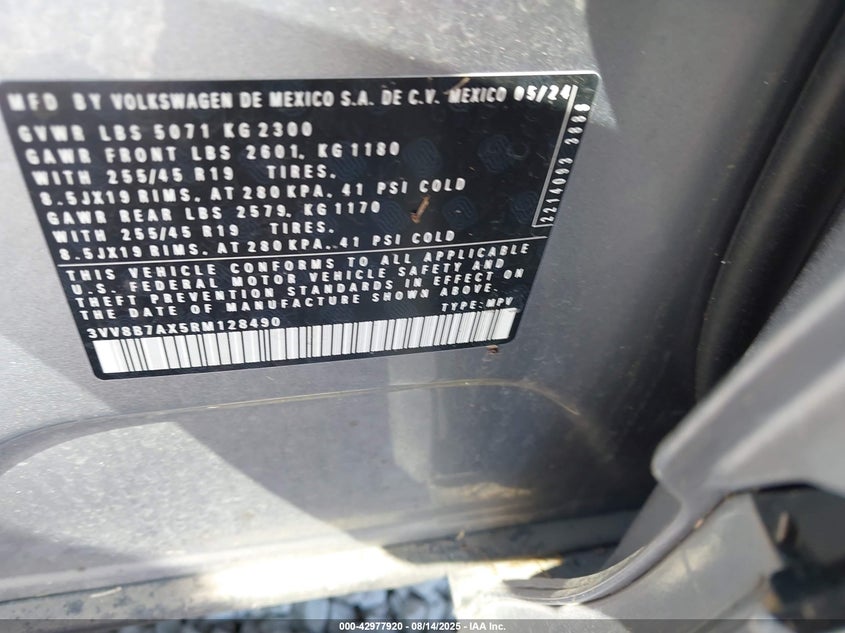 MFD BY VOLKSWAGEN DE MEXICO S.A. DE C.V. MEXICO 05/24
GVWR LBS 5071 KG 2300
GAWR FRONT LBS 2601, KG 1180
WITH 255/45 R19 TIRES.
8.5JX19 RIMS, AT 280 KPA, 41 PSI COLD
GAWR REAR LBS 2579, KG 1170
WITH 255/45 R19 TIRES.
8.5JX19 RIMS, AT 280 KPA, 41 PSI COLD
THIS VEHICLE CONFORMS TO ALL APPLICABLE
U.S. FEDERAL MOTOR VEHICLE SAFETY AND
THEFT PREVENTION STANDARDS IN EFFECT ON
THE DATE OF MANUFACTURE SHOWN ABOVE.
TYPE: MPV
3VV8B7AX5RM128490
2214093
000-42977920 - 08/14/2025 - IAA Inc.